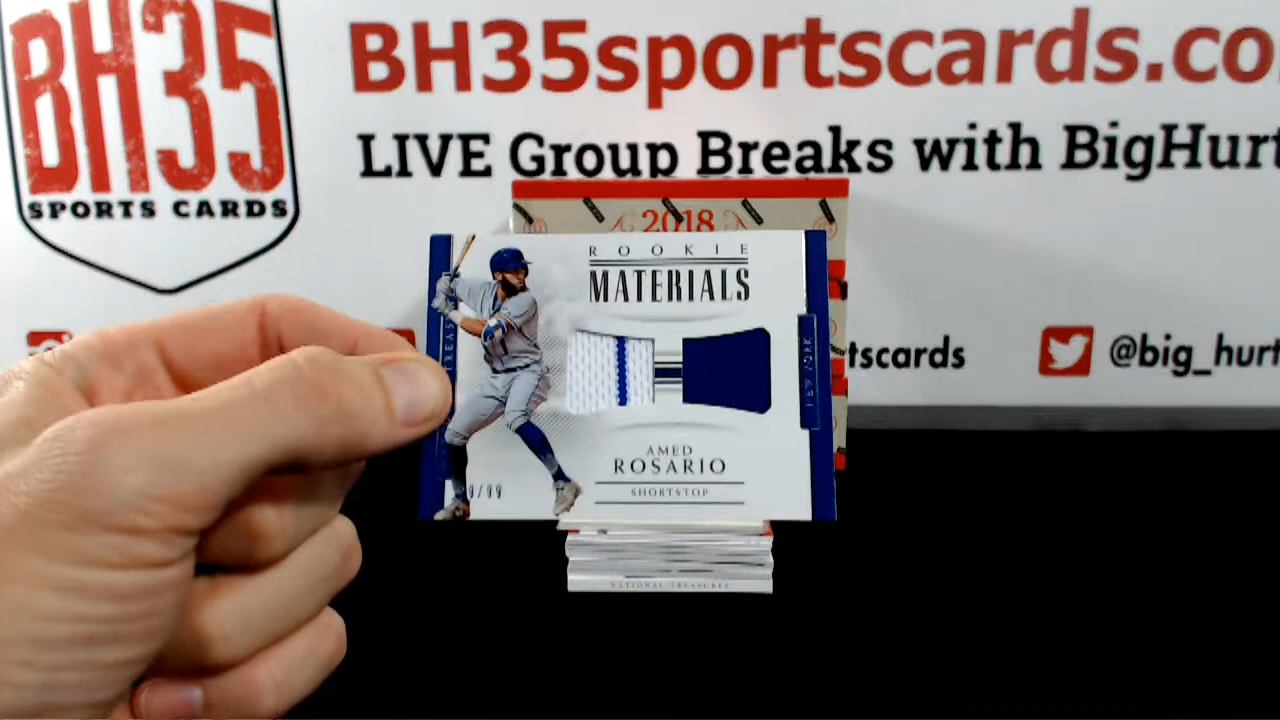 BH35
SPORTS CARDS
BH35sportscards.co
LIVE Group Breaks with BigHurt
2018
ROOKIE
MATERIALS
TREAS
NEW YORK
AMED
ROSARIO
SHORTSTOP
/99
tscards
@big_hurt
NATIONAL TREASURES